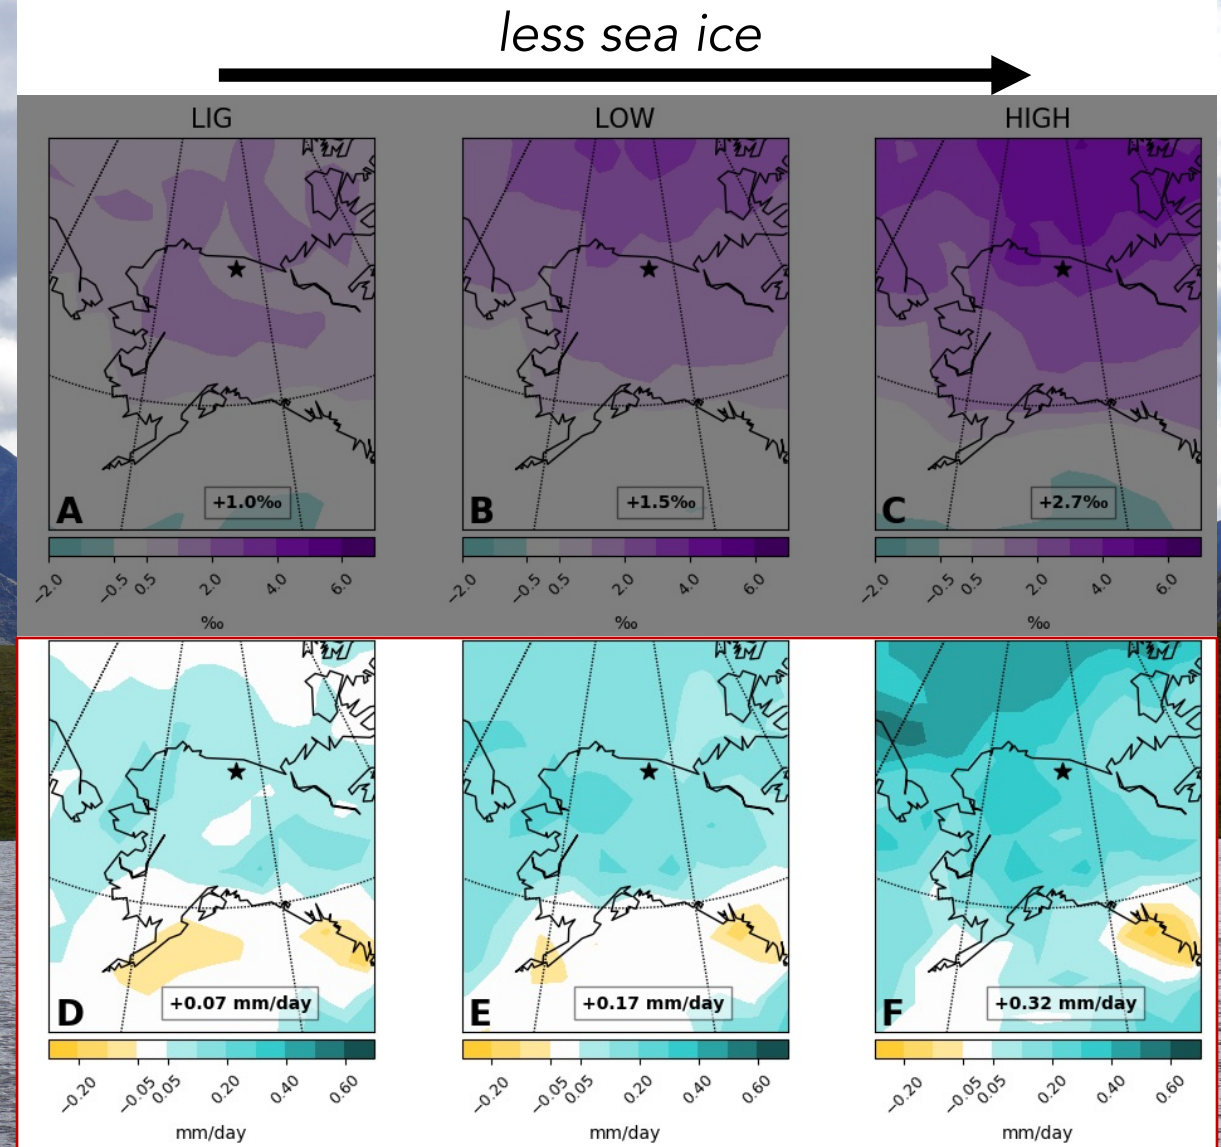 less sea ice
LIG LOW HIGH
+1.0‰ +1.5‰ +2.7‰
A B C
−2.0 −0.5 0.5 2.0 4.0 6.0 −2.0 −0.5 0.5 2.0 4.0 6.0 −2.0 −0.5 0.5 2.0 4.0 6.0
‰ ‰ ‰
+0.07 mm/day +0.17 mm/day +0.32 mm/day
D E F
−0.20 −0.05 0.05 0.20 0.40 0.60 −0.20 −0.05 0.05 0.20 0.40 0.60 −0.20 −0.05 0.05 0.20 0.40 0.60
mm/day mm/day mm/day